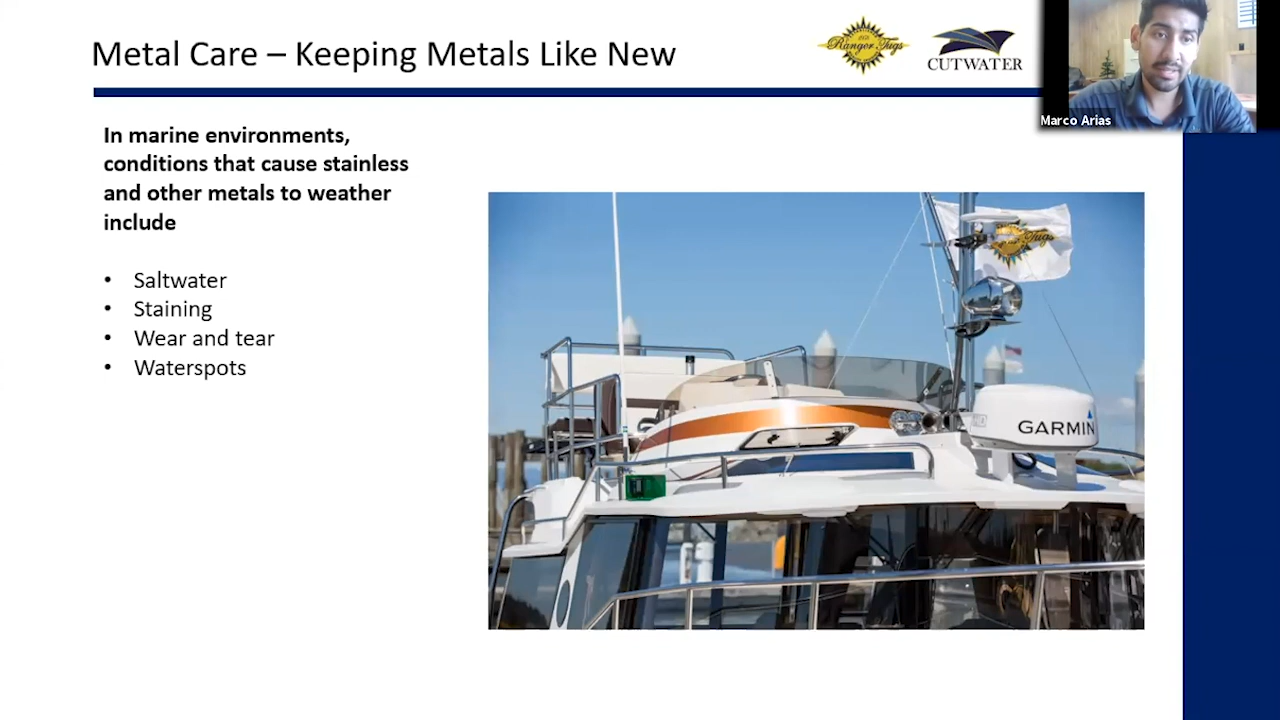 Metal Care – Keeping Metals Like New
Ranger Tugs
CUTWATER
Marco Arias
In marine environments,
conditions that cause stainless
and other metals to weather
include
• Saltwater
• Staining
• Wear and tear
• Waterspots
GARMIN